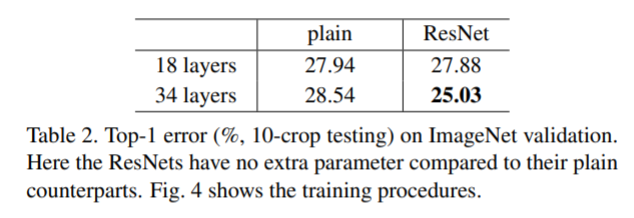 plain ResNet
18 layers 27.94 27.88
34 layers 28.54 25.03
Table 2. Top-1 error (%, 10-crop testing) on ImageNet validation.
Here the ResNets have no extra parameter compared to their plain
counterparts. Fig. 4 shows the training procedures.